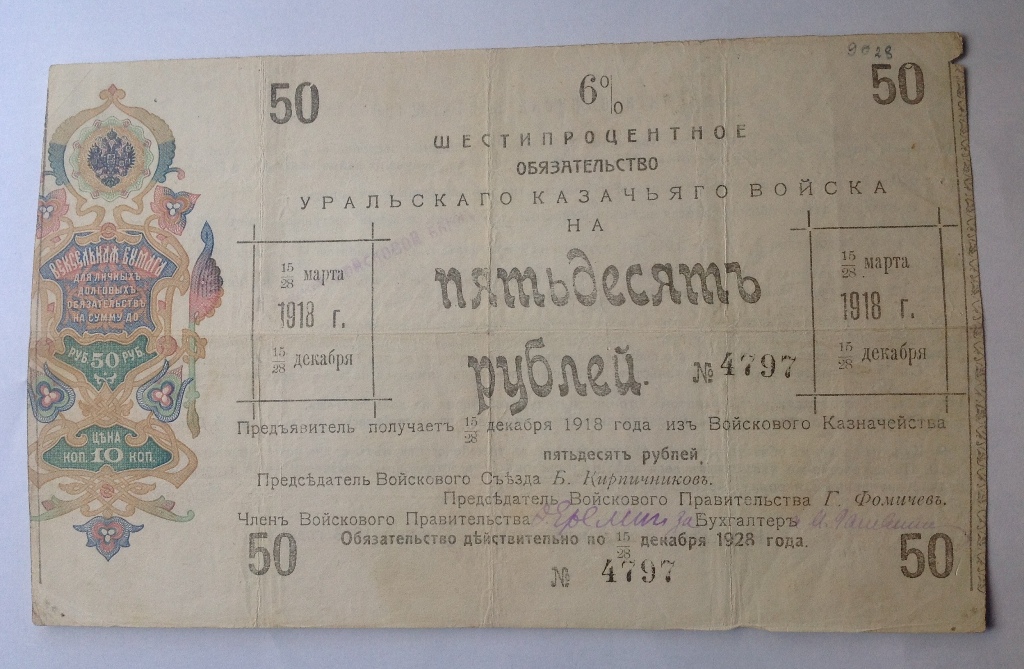 9028
50
6%
50
ШЕСТИПРОЦЕНТНОЕ
ОБЯЗАТЕЛЬСТВО
УРАЛЬСКАГО КАЗАЧЬЯГО ВОЙСКА
НА
пятьдесятъ
рублей.
№ 4797
15/28 марта
1918 г.
15/28 декабря
15/28 марта
1918 г.
15/28 декабря
ВЕКСЕЛЬНАЯ БУМАГА
ДЛЯ ЛИЧНЫХЪ
ДОЛГОВЫХЪ
ОБЯЗАТЕЛЬСТВЪ
НА СУММУ ДО
РУБ. 50 РУБ.
ЦѢНА
КОП. 10 КОП.
Предъявитель получаетъ 15/28 декабря 1918 года изъ Войскового Казначейства
пятьдесятъ рублей.
Предсѣдатель Войскового Съѣзда Б. Кирпичниковъ.
Предсѣдатель Войскового Правительства Г. Фомичевъ.
Членъ Войскового Правительства за Бухгалтеръ
Обязательство дѣйствительно по 15/28 декабря 1928 года.
50
№ 4797
50